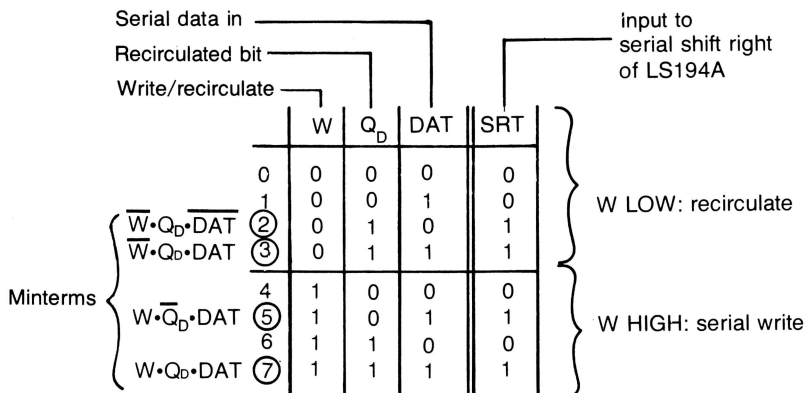 Serial data in
Recirculated bit
Write/recirculate
input to
serial shift right
of LS194A
W Q_D DAT SRT
0 0 0 0 0
1 0 0 1 0
W̅•Q_D•D̅A̅T̅ ② 0 1 0 1
W̅•Q_D•DAT ③ 0 1 1 1
W LOW: recirculate
Minterms
4 1 0 0 0
W•Q̅_D•DAT ⑤ 1 0 1 1
6 1 1 0 0
W•Q_D•DAT ⑦ 1 1 1 1
W HIGH: serial write